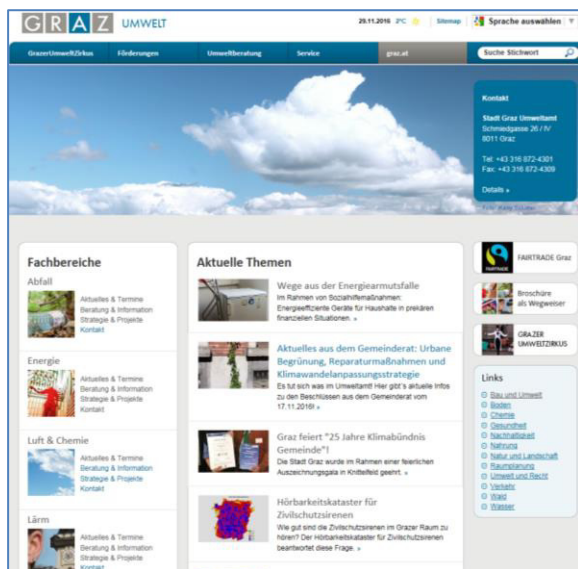 GRAZ UMWELT
25.11.2016 2°C Sitemap Sprache auswählen
GrazerUmweltZirkus Förderungen Umweltberatung Service graz.at Suche Stichwort
Kontakt
Stadt Graz Umweltamt
Schmiedgasse 26 / IV
8011 Graz
Tel: +43 316 872-4301
Fax: +43 316 872-4309
Details »
Fachbereiche
Abfall
Aktuelles & Termine
Beratung & Information
Strategie & Projekte
Kontakt
Energie
Aktuelles & Termine
Beratung & Information
Strategie & Projekte
Kontakt
Luft & Chemie
Aktuelles & Termine
Beratung & Information
Strategie & Projekte
Kontakt
Lärm
Aktuelles & Termine
Beratung & Information
Strategie & Projekte
Kontakt
Aktuelle Themen
Wege aus der Energiearmutsfalle
Im Rahmen von Sozialhilfemaßnahmen:
Energieeffiziente Geräte für Haushalte in prekären
finanziellen Situationen. »
Aktuelles aus dem Gemeinderat: Urbane
Begrünung, Reparaturmaßnahmen und
Klimawandelanpassungsstrategie
Es tut sich was im Umweltamt! Hier gibt´s aktuelle Infos
zu den Beschlüssen aus dem Gemeinderat vom
17.11.2016! »
Graz feiert "25 Jahre Klimabündnis
Gemeinde"!
Die Stadt Graz wurde im Rahmen einer feierlichen
Auszeichnungsgala in Knittelfeld geehrt. »
Hörbarkeitskataster für
Zivilschutzsirenen
Wie gut sind die Zivilschutzsirenen im Grazer Raum zu
hören? Der Hörbarkeitskataster für Zivilschutzsirenen
beantwortet diese Frage. »
FAIRTRADE
FAIRTRADE Graz
Broschüre
als Wegweiser
GRAZER
UMWELTZIRKUS
Links
Bau und Umwelt
Boden
Chemie
Gesundheit
Nachhaltigkeit
Nahrung
Natur und Landschaft
Raumplanung
Umwelt und Recht
Verkehr
Wald
Wasser